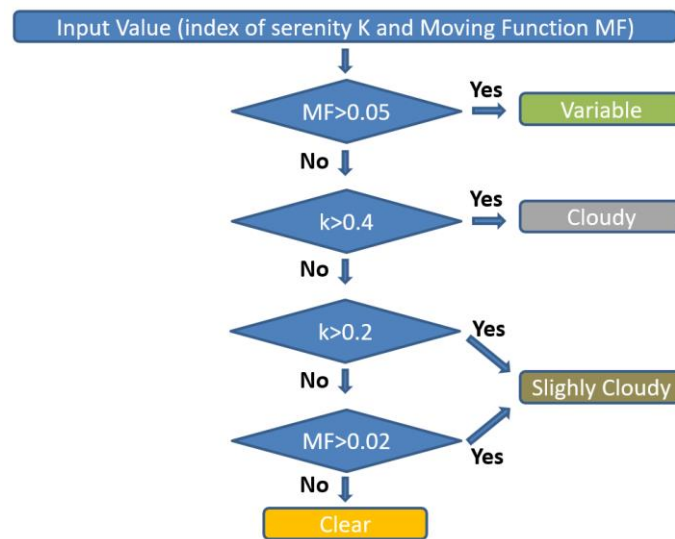 Input Value (index of serenity K and Moving Function MF)
Yes
MF>0.05
Variable
No
Yes
k>0.4
Cloudy
No
k>0.2
Yes
No
Slighly Cloudy
MF>0.02
Yes
No
Clear